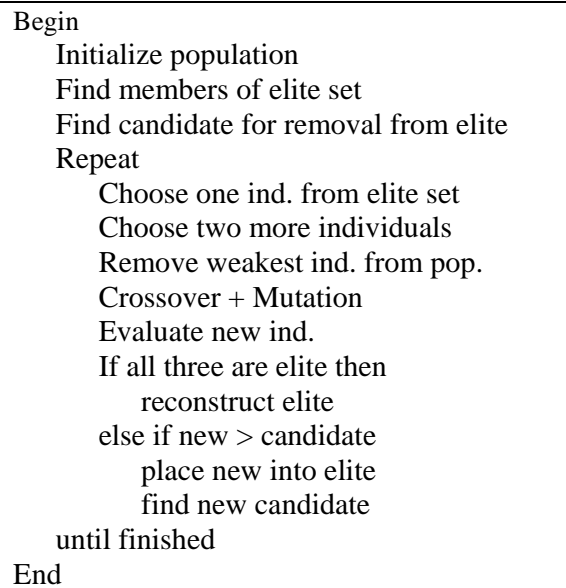 Begin
Initialize population
Find members of elite set
Find candidate for removal from elite
Repeat
Choose one ind. from elite set
Choose two more individuals
Remove weakest ind. from pop.
Crossover + Mutation
Evaluate new ind.
If all three are elite then
reconstruct elite
else if new > candidate
place new into elite
find new candidate
until finished
End